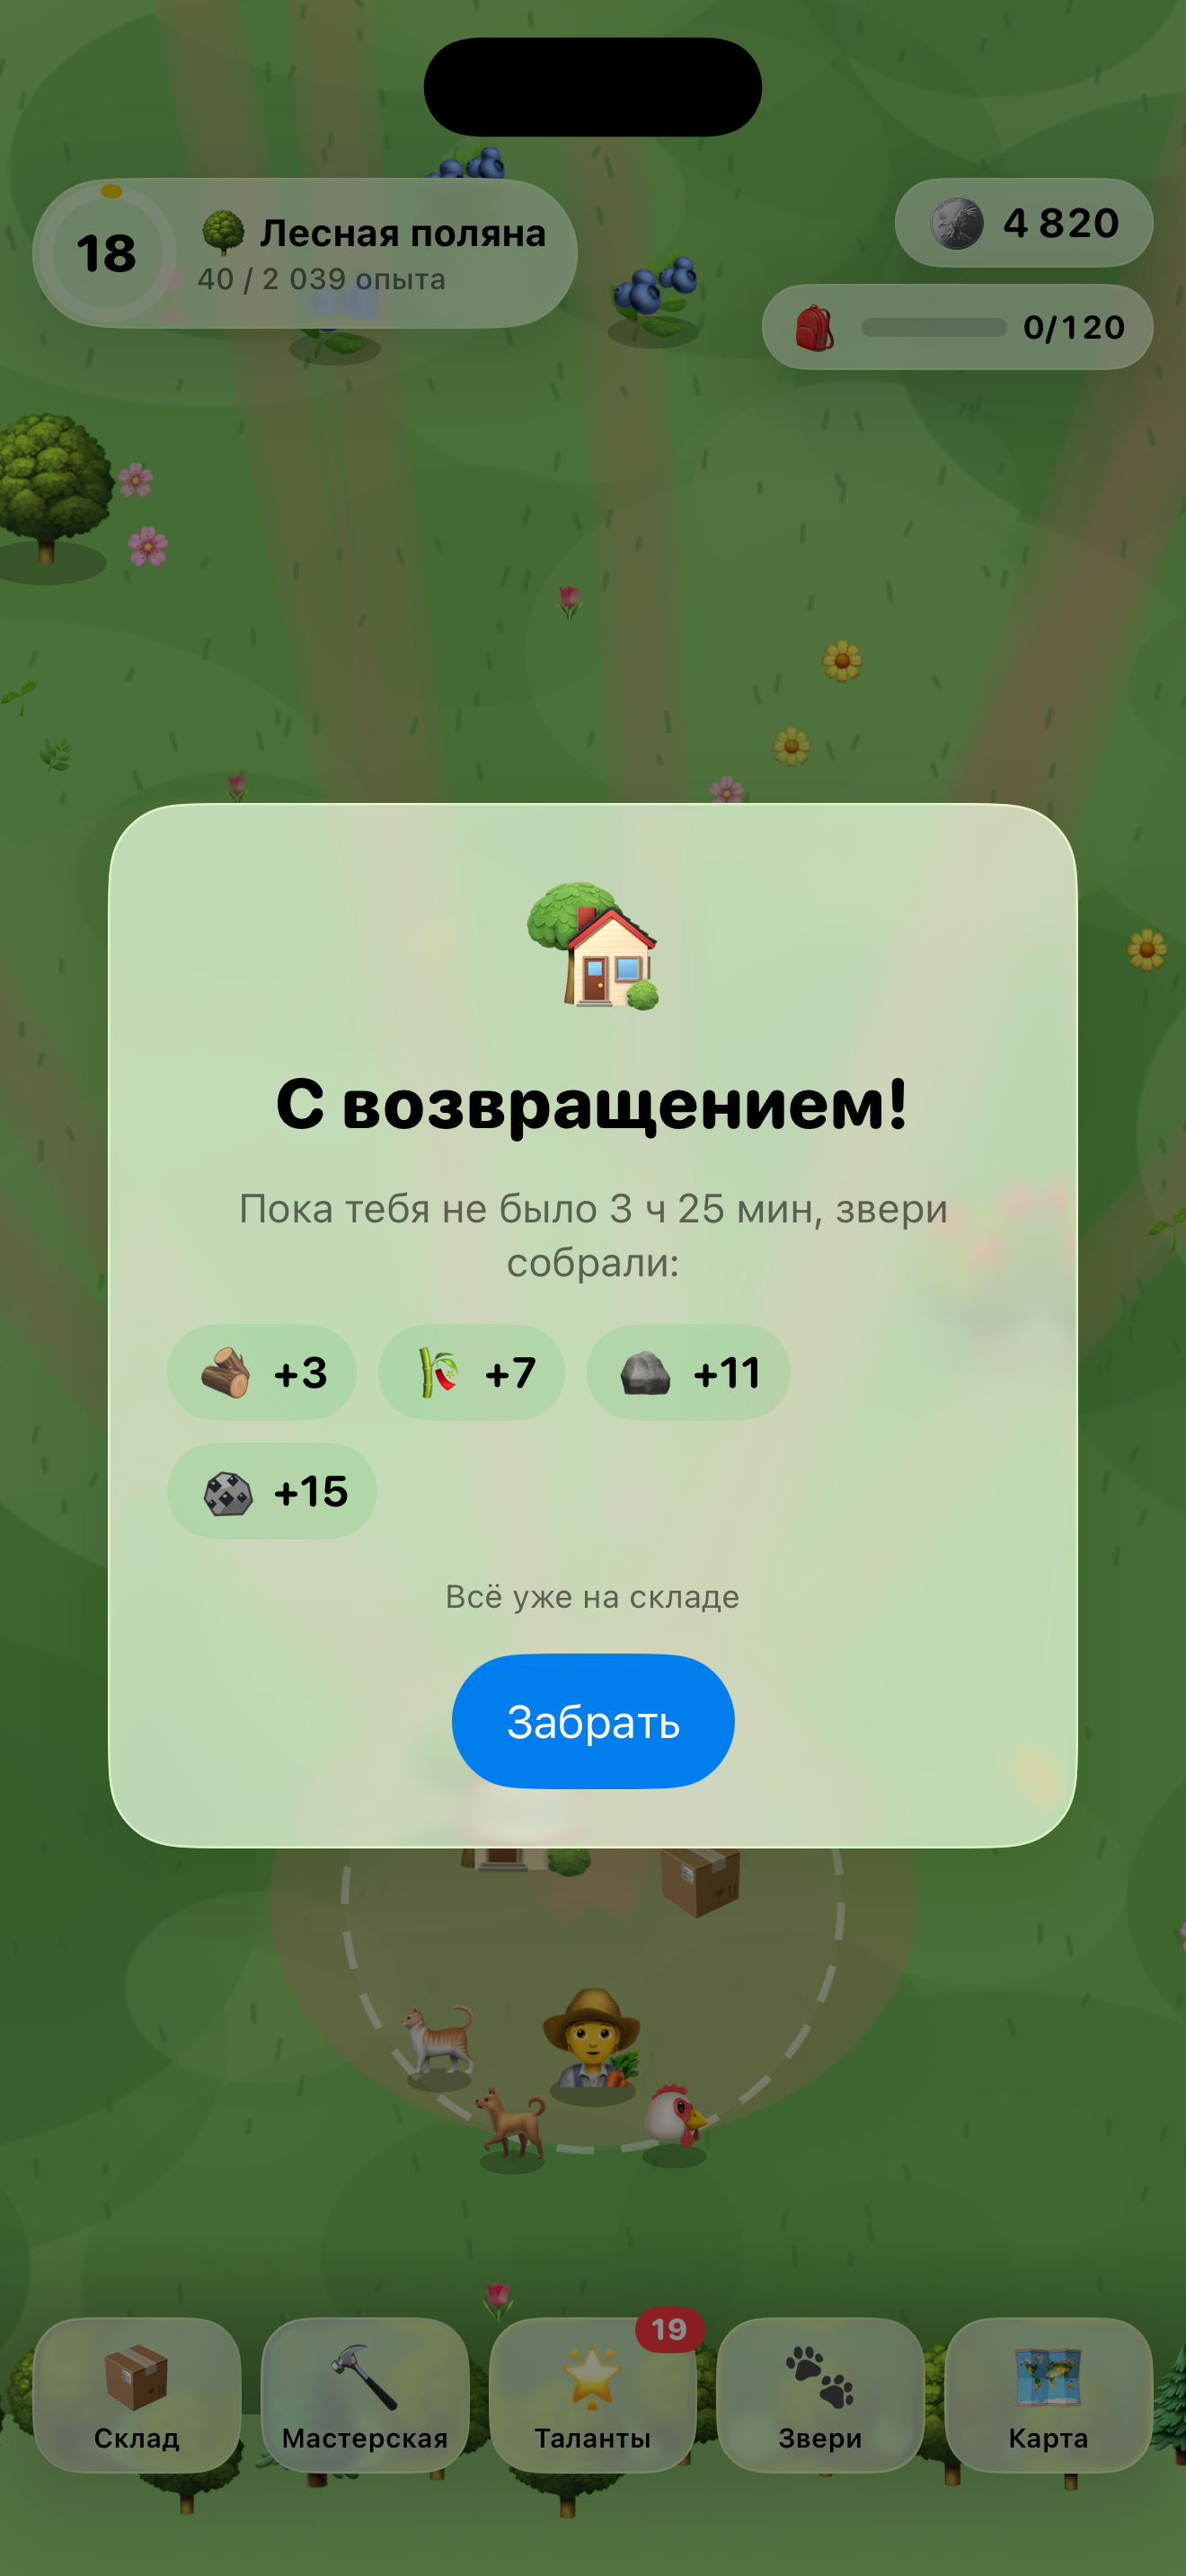 18
Лесная поляна
40 / 2 039 опыта
4 820
0/120
С возвращением!
Пока тебя не было 3 ч 25 мин, звери
собрали:
+3 +7 +11
+15
Всё уже на складе
Забрать
19
Склад Мастерская Таланты Звери Карта